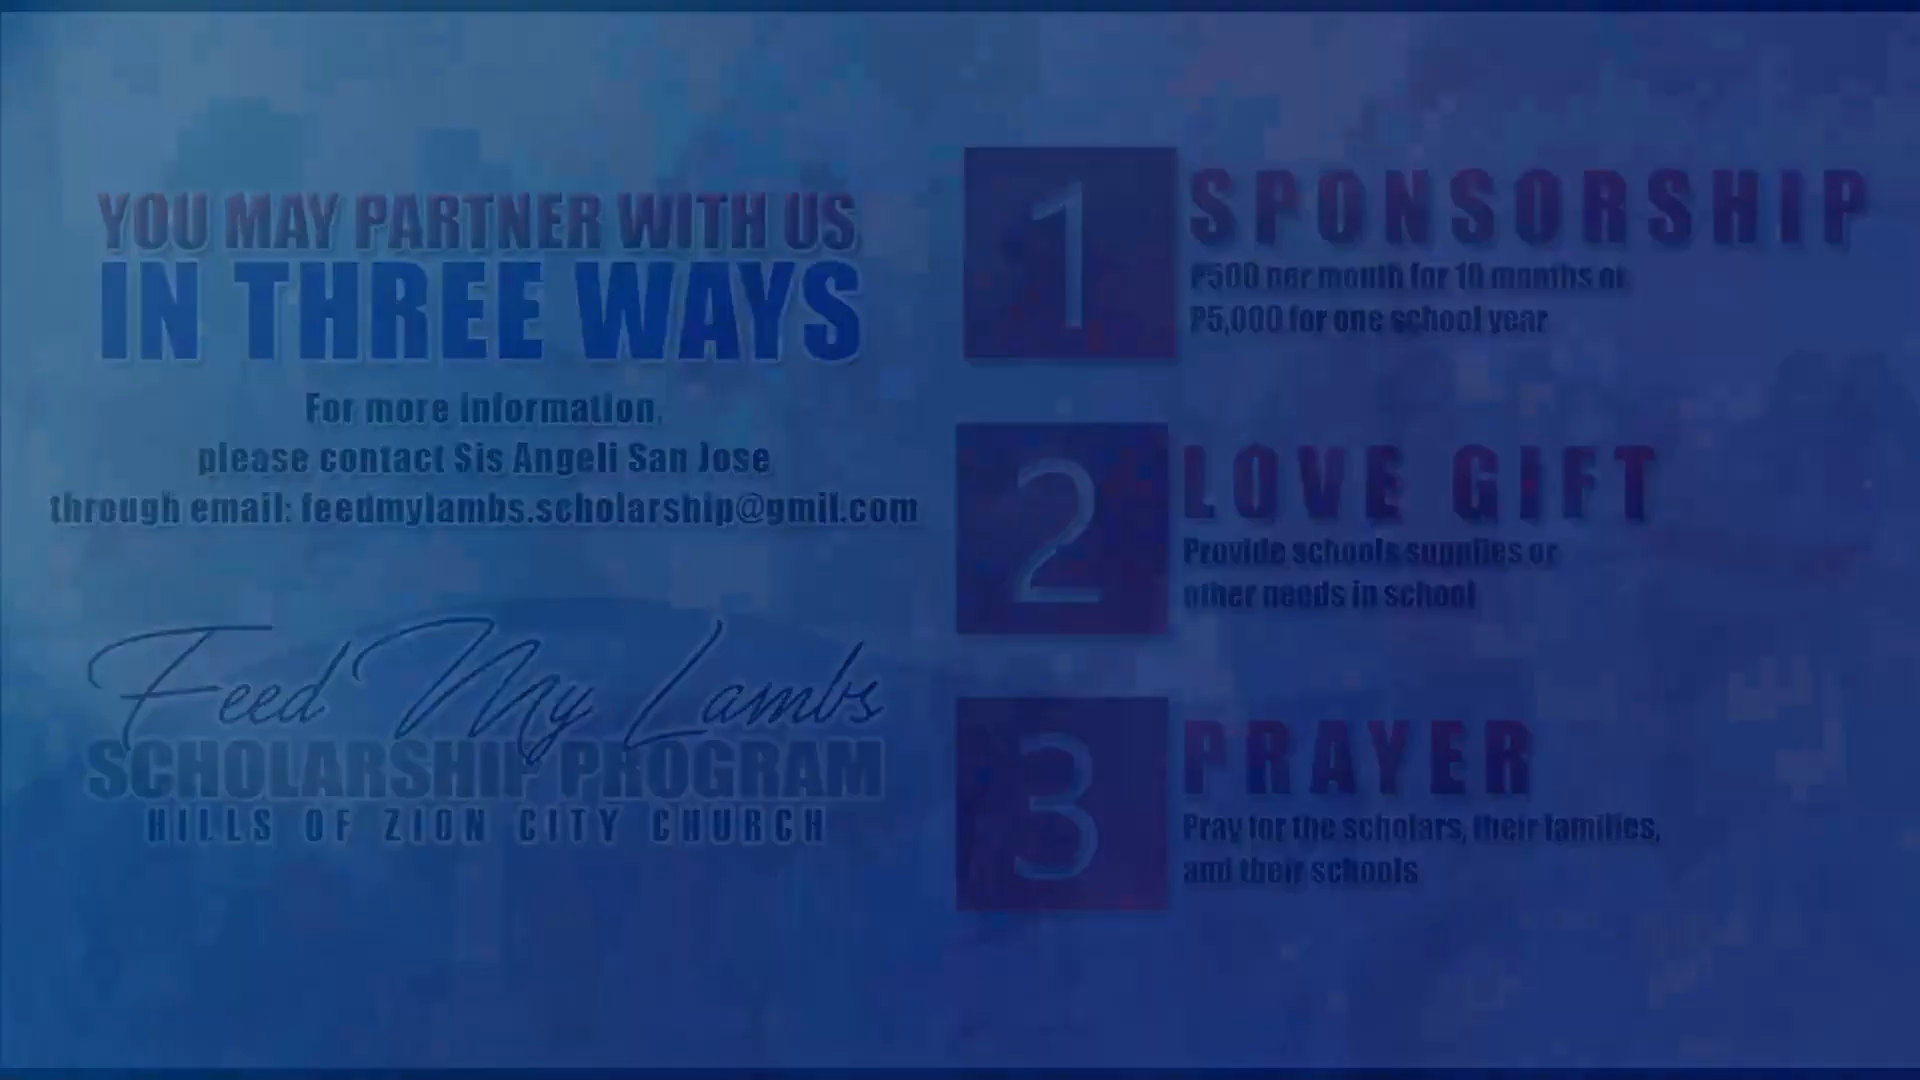 YOU MAY PARTNER WITH US
IN THREE WAYS
For more information,
please contact Sis Angeli San Jose
through email: feedmylambs.scholarship@gmil.com
Feed My Lambs
SCHOLARSHIP PROGRAM
HILLS OF ZION CITY CHURCH
1
SPONSORSHIP
₱500 per month for 10 months or
₱5,000 for one school year
2
LOVE GIFT
Provide schools supplies or
other needs in school
3
PRAYER
Pray for the scholars, their families,
and their schools